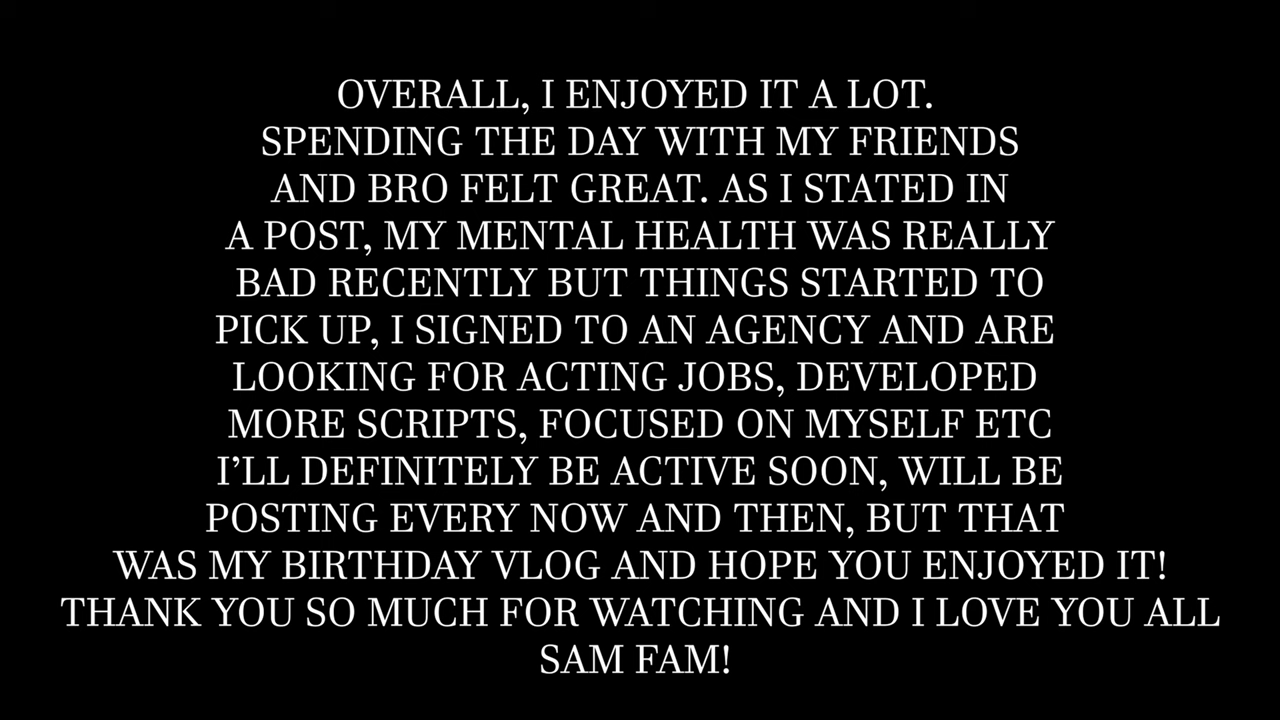 OVERALL, I ENJOYED IT A LOT.
SPENDING THE DAY WITH MY FRIENDS
AND BRO FELT GREAT. AS I STATED IN
A POST, MY MENTAL HEALTH WAS REALLY
BAD RECENTLY BUT THINGS STARTED TO
PICK UP, I SIGNED TO AN AGENCY AND ARE
LOOKING FOR ACTING JOBS, DEVELOPED
MORE SCRIPTS, FOCUSED ON MYSELF ETC
I’LL DEFINITELY BE ACTIVE SOON, WILL BE
POSTING EVERY NOW AND THEN, BUT THAT
WAS MY BIRTHDAY VLOG AND HOPE YOU ENJOYED IT!
THANK YOU SO MUCH FOR WATCHING AND I LOVE YOU ALL
SAM FAM!